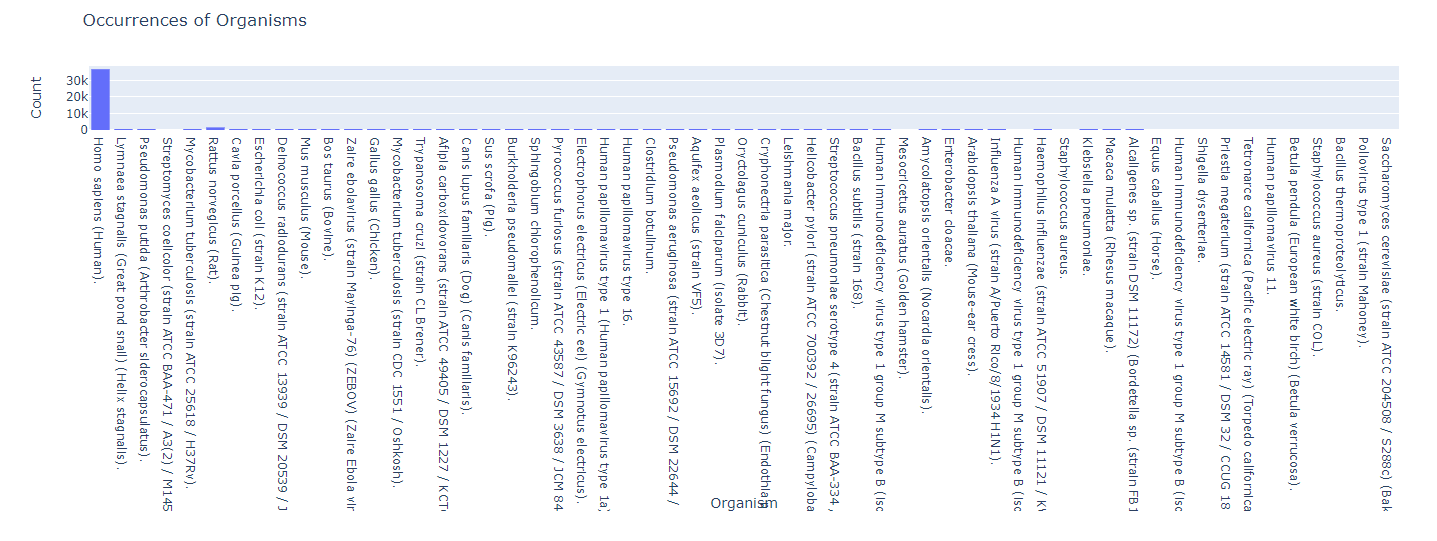 Occurrences of Organisms
Count
30k
20k
10k
0
Homo sapiens (Human).
Lymnaea stagnalis (Great pond snail) (Helix stagnalis).
Pseudomonas putida (Arthrobacter siderocapsulatus).
Streptomyces coelicolor (strain ATCC BAA-471 / A3(2) / M145
Mycobacterium tuberculosis (strain ATCC 25618 / H37Rv).
Rattus norvegicus (Rat).
Cavia porcellus (Guinea pig).
Escherichia coli (strain K12).
Deinococcus radiodurans (strain ATCC 13939 / DSM 20539 / J
Mus musculus (Mouse).
Bos taurus (Bovine).
Zaire ebolavirus (strain Mayinga-76) (ZEBOV) (Zaire Ebola vir
Gallus gallus (Chicken).
Mycobacterium tuberculosis (strain CDC 1551 / Oshkosh).
Trypanosoma cruzi (strain CL Brener).
Afipia carboxidovorans (strain ATCC 49405 / DSM 1227 / KCT
Canis lupus familiaris (Dog) (Canis familiaris).
Sus scrofa (Pig).
Burkholderia pseudomallei (strain K96243).
Sphingobium chlorophenolicum.
Pyrococcus furiosus (strain ATCC 43587 / DSM 3638 / JCM 84
Electrophorus electricus (Electric eel) (Gymnotus electricus).
Human papillomavirus type 1 (Human papillomavirus type 1a)
Human papillomavirus type 16.
Clostridium botulinum.
Pseudomonas aeruginosa (strain ATCC 15692 / DSM 22644 /
Aquifex aeolicus (strain VF5).
Plasmodium falciparum (isolate 3D7).
Oryctolagus cuniculus (Rabbit).
Cryphonectria parasitica (Chestnut blight fungus) (Endothia
Leishmania major.
Helicobacter pylori (strain ATCC 700392 / 26695) (Campyloba
Streptococcus pneumoniae serotype 4 (strain ATCC BAA-334 /
Bacillus subtilis (strain 168).
Human immunodeficiency virus type 1 group M subtype B (isc
Mesocricetus auratus (Golden hamster).
Amycolatopsis orientalis (Nocardia orientalis).
Enterobacter cloacae.
Arabidopsis thaliana (Mouse-ear cress).
Influenza A virus (strain A/Puerto Rico/8/1934 H1N1).
Human immunodeficiency virus type 1 group M subtype B (isc
Haemophilus influenzae (strain ATCC 51907 / DSM 11121 / KW
Staphylococcus aureus.
Klebsiella pneumoniae.
Macaca mulatta (Rhesus macaque).
Alcaligenes sp. (strain DSM 11172) (Bordetella sp. (strain FB1
Equus caballus (Horse).
Human immunodeficiency virus type 1 group M subtype B (isc
Shigella dysenteriae.
Priestia megaterium (strain ATCC 14581 / DSM 32 / CCUG 18
Tetronarce californica (Pacific electric ray) (Torpedo californica
Human papillomavirus 11.
Betula pendula (European white birch) (Betula verrucosa).
Staphylococcus aureus (strain COL).
Bacillus thermoproteolyticus.
Poliovirus type 1 (strain Mahoney).
Saccharomyces cerevisiae (strain ATCC 204508 / S288c) (Bak
Organism